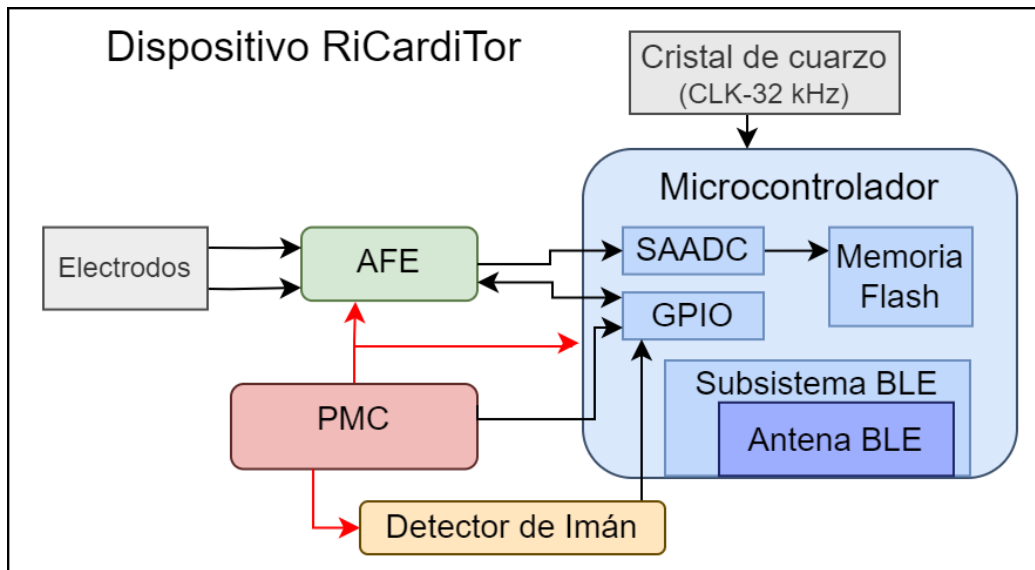 Dispositivo RiCardiTor
Cristal de cuarzo
(CLK-32 kHz)
Microcontrolador
Electrodos
AFE
SAADC
Memoria
Flash
GPIO
PMC
Subsistema BLE
Antena BLE
Detector de Imán